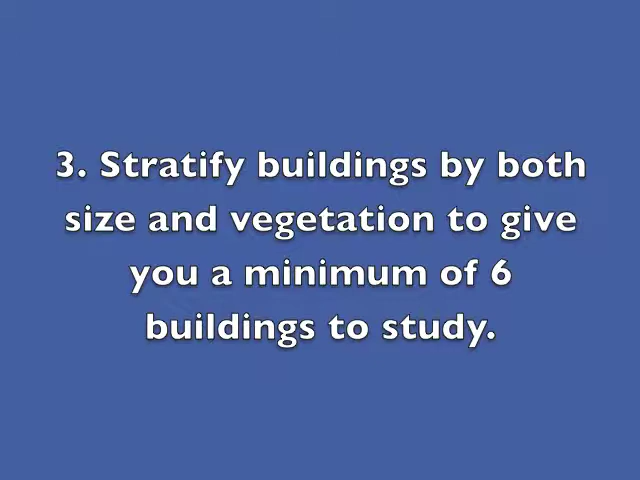 3. Stratify buildings by both
size and vegetation to give
you a minimum of 6
buildings to study.